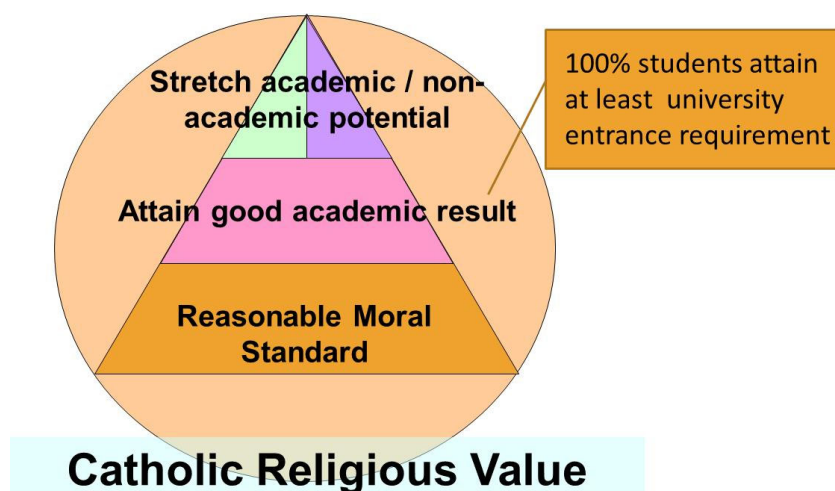 Stretch academic / non-
academic potential
100% students attain
at least university
entrance requirement
Attain good academic result
Reasonable Moral
Standard
Catholic Religious Value